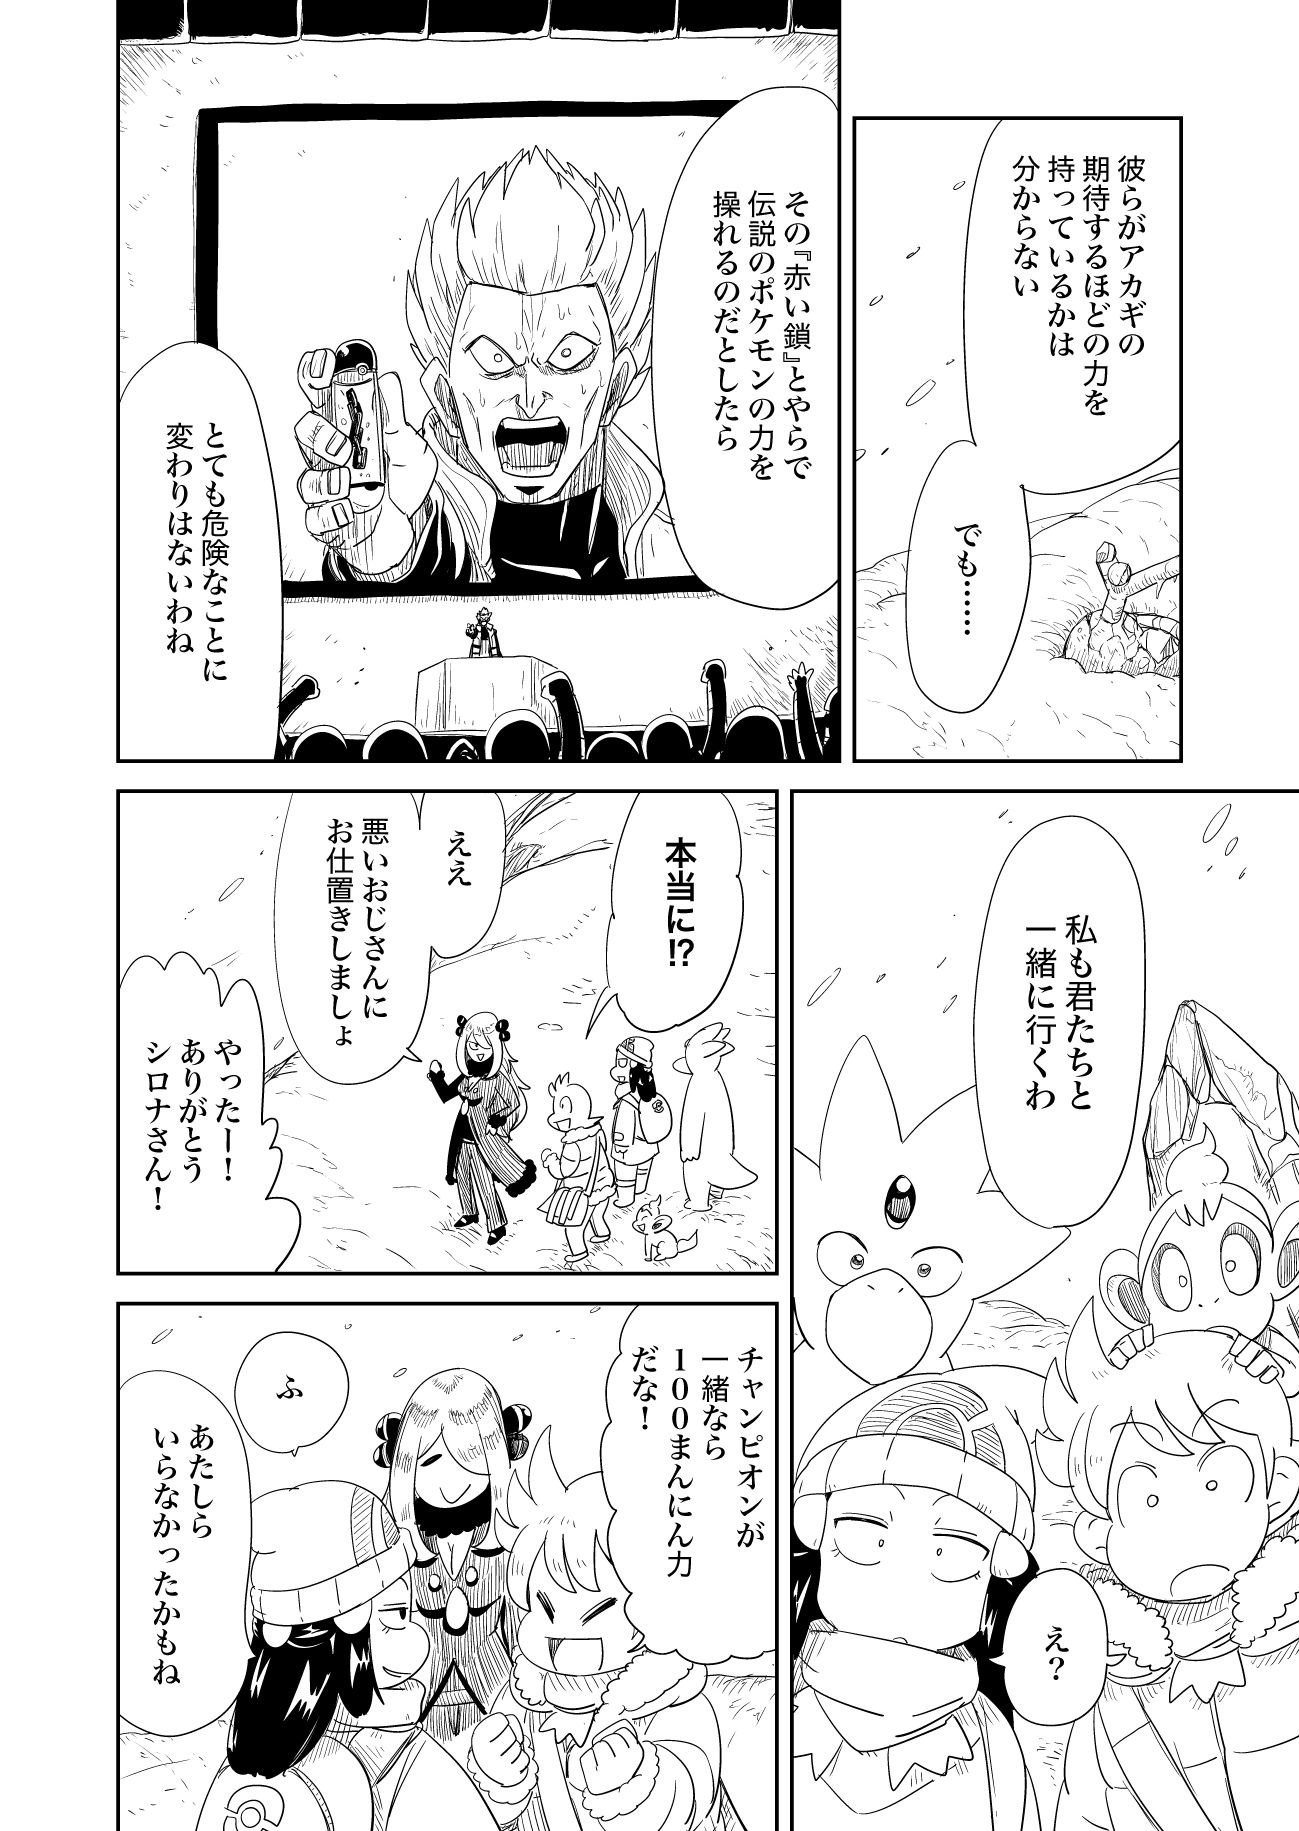 彼らがアカギの
期待するほどの力を
持っているかは
分からない
でも……
その『赤い鎖』とやらで
伝説のポケモンの力を
操れるのだとしたら
とても危険なことに
変わりはないわね
私も君たちと
一緒に行くわ
え？
本当に!?
ええ
悪いおじさんに
お仕置きしましょ
やったー！
ありがとう
シロナさん！
チャンピオンが
一緒なら
１００まんにん力
だな！
ふ
あたしら
いらなかったかもね